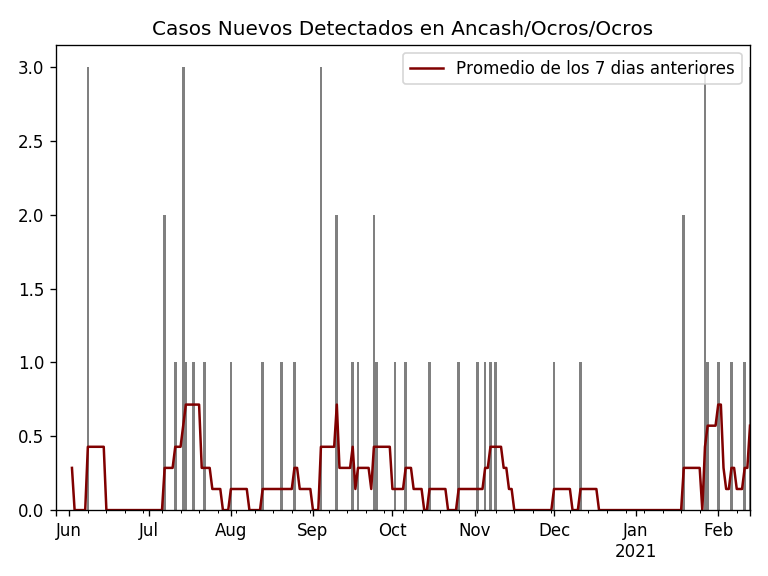 Casos Nuevos Detectados en Ancash/Ocros/Ocros
Promedio de los 7 dias anteriores
3.0
2.5
2.0
1.5
1.0
0.5
0.0
Jun Jul Aug Sep Oct Nov Dec Jan Feb
2021